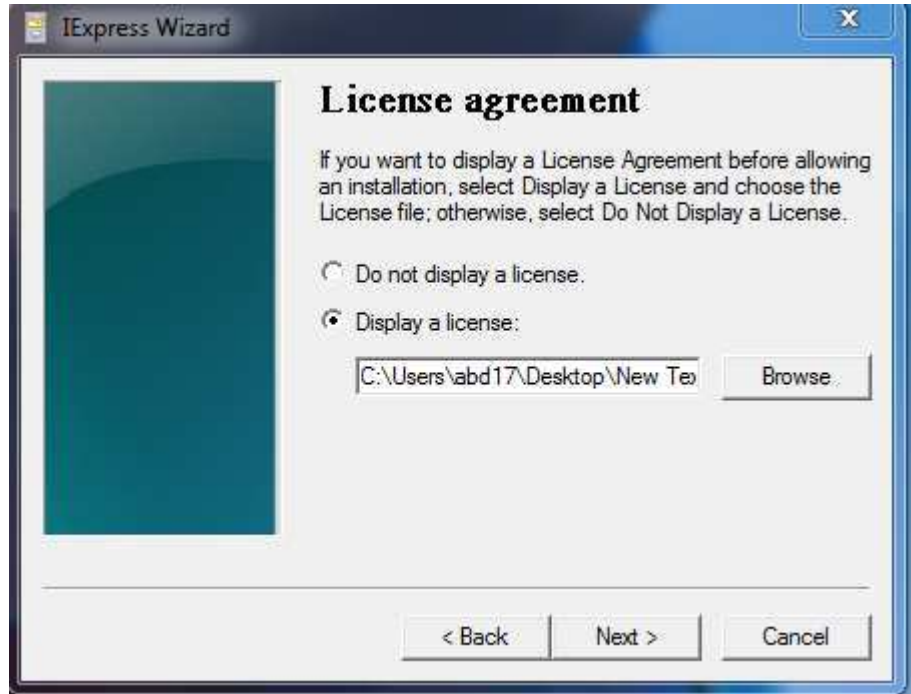 IExpress Wizard
License agreement
If you want to display a License Agreement before allowing
an installation, select Display a License and choose the
License file; otherwise, select Do Not Display a License.
Do not display a license.
Display a license:
C:\Users\abd17\Desktop\New Tex
Browse
< Back
Next >
Cancel